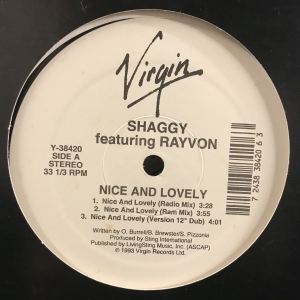 Virgin
SHAGGY
featuring RAYVON
Y-38420
SIDE A
STEREO
33 1/3 RPM
7 2438 38420 6 3
NICE AND LOVELY
1. Nice And Lovely (Radio Mix) 3:28
2. Nice And Lovely (Ram Mix) 3:55
3. Nice And Lovely (Version 12" Dub) 4:01
Written by O. Burrell/B. Brewster/S. Pizzonia
Produced by Sting International
Published by LivingSting Music, Inc. (ASCAP)
© 1993 Virgin Records Ltd.